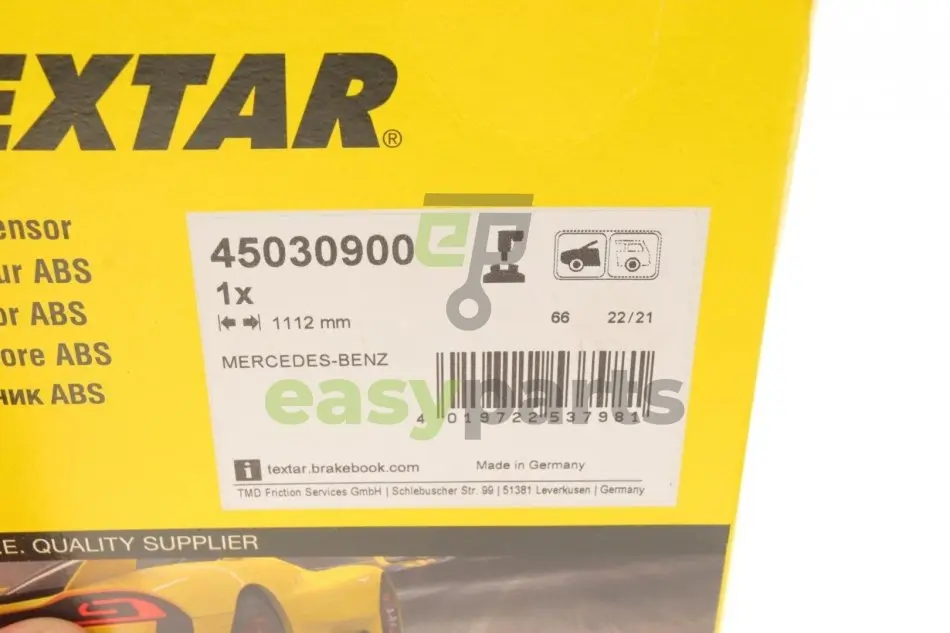 EXTAR®
ensor
ur ABS
or ABS
ore ABS
чик ABS
45030900
1x
1112 mm
66 22/21
MERCEDES-BENZ
4 019722 537981
easyparts
i textar.brakebook.com Made in Germany
TMD Friction Services GmbH | Schlebuscher Str. 99 | 51381 Leverkusen | Germany
.E. QUALITY SUPPLIER